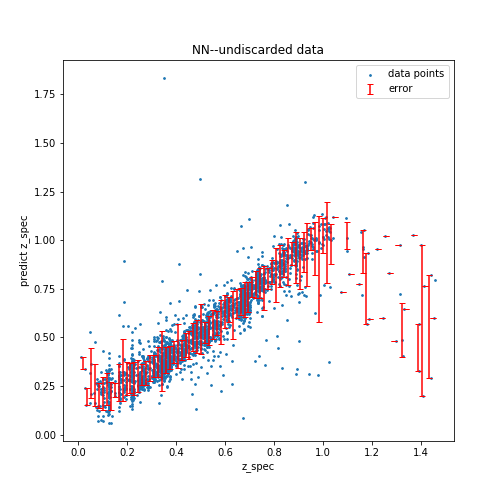 NN--undiscarded data
data points
error
predict z_spec
1.75
1.50
1.25
1.00
0.75
0.50
0.25
0.00
0.0 0.2 0.4 0.6 0.8 1.0 1.2 1.4
z_spec